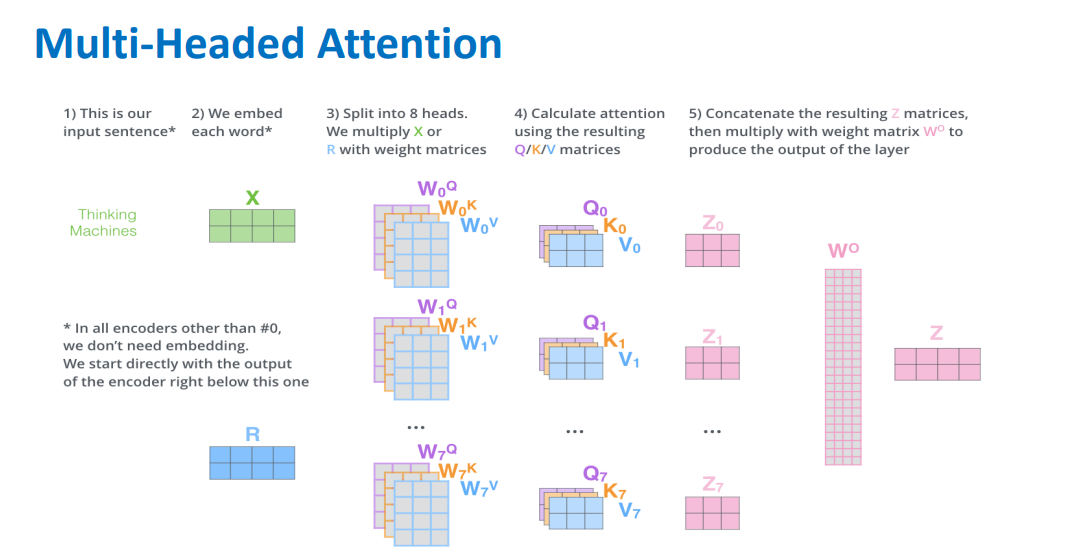 Multi-Headed Attention
1) This is our
input sentence*
2) We embed
each word*
3) Split into 8 heads.
We multiply X or
R with weight matrices
4) Calculate attention
using the resulting
Q/K/V matrices
5) Concatenate the resulting Z matrices,
then multiply with weight matrix Wᴼ to
produce the output of the layer
Thinking
Machines
X
W₀Q
W₀K
W₀V
Q₀
K₀
V₀
Z₀
* In all encoders other than #0,
we don’t need embedding.
We start directly with the output
of the encoder right below this one
W₁Q
W₁K
W₁V
Q₁
K₁
V₁
Z₁
Wᴼ
Z
...
...
...
R
W₇Q
W₇K
W₇V
Q₇
K₇
V₇
Z₇